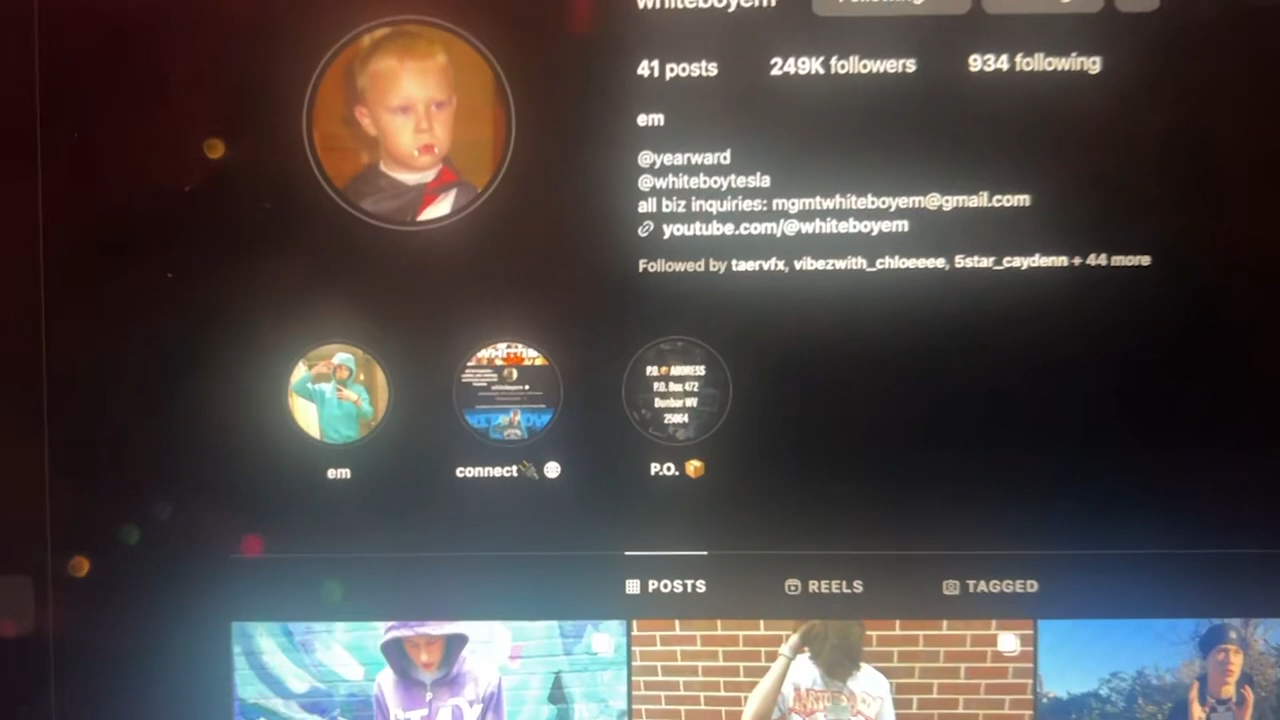 whiteboyem
Following
41 posts
249K followers
934 following
em
@yearward
@whiteboytesla
all biz inquiries: mgmtwhiteboyem@gmail.com
youtube.com/@whiteboyem
Followed by taervfx, vibezwith_chloeeee, 5star_caydenn + 44 more
P.O. ADDRESS
P.O. Box 472
Dunbar WV
25064
em
connect
P.O.
POSTS
REELS
TAGGED